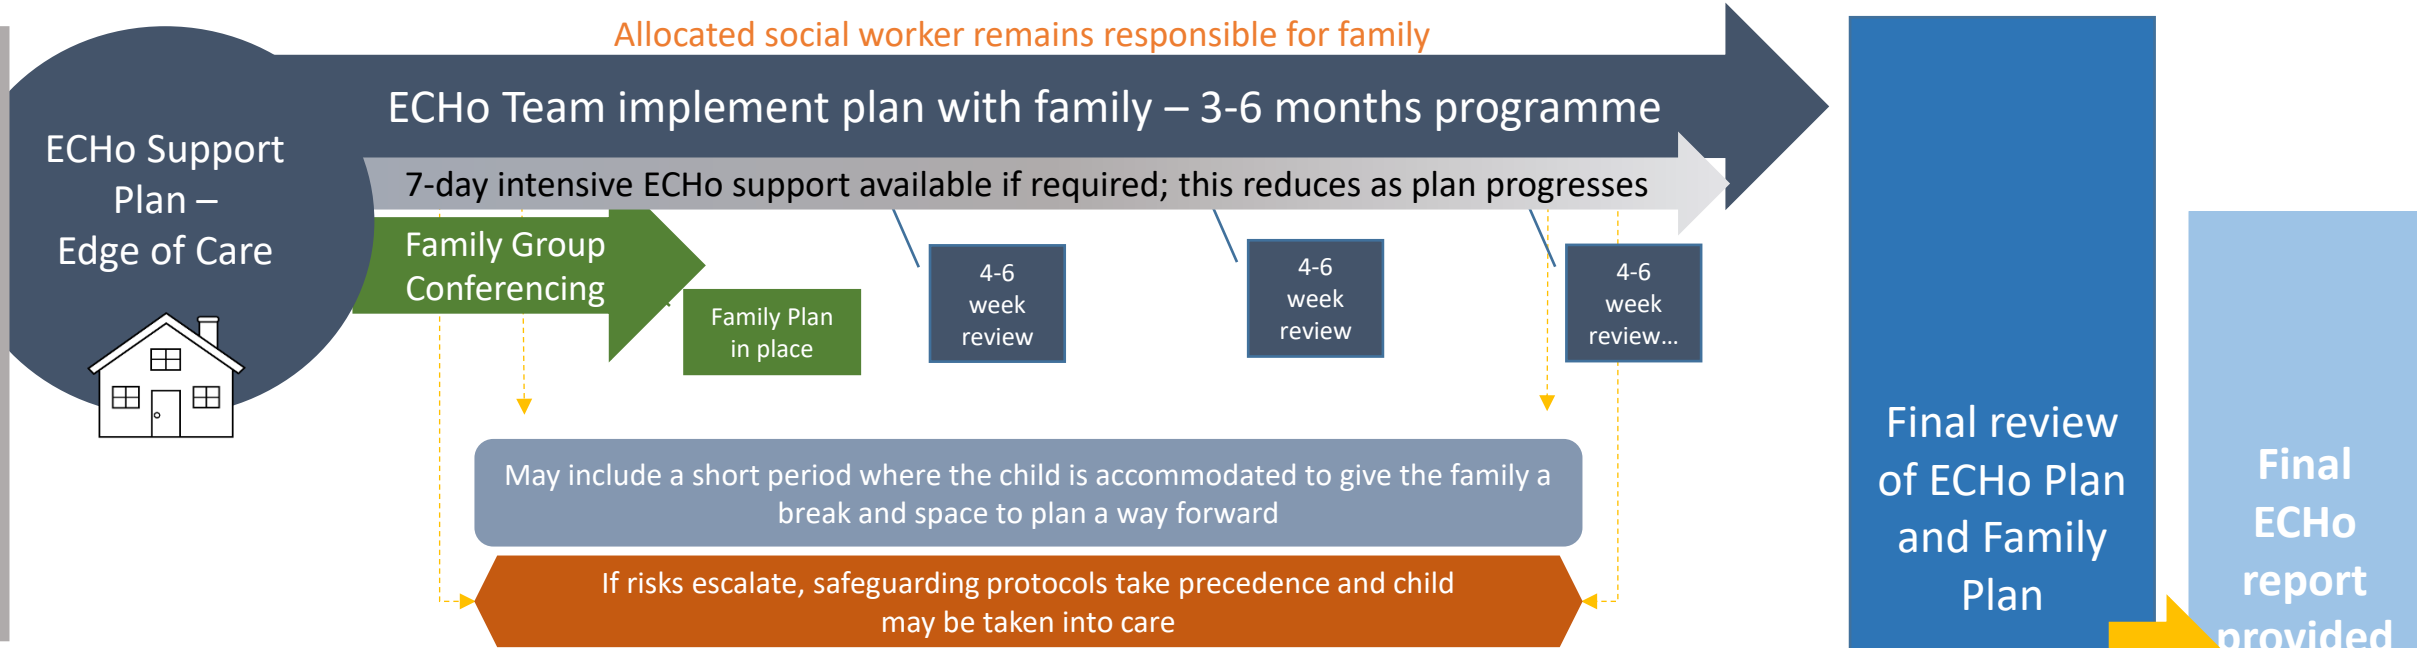 Allocated social worker remains responsible for family
ECHo Team implement plan with family – 3-6 months programme
ECHo Support
Plan –
Edge of Care
7-day intensive ECHo support available if required; this reduces as plan progresses
Family Group
Conferencing
Family Plan
in place
4-6
week
review
4-6
week
review
4-6
week
review...
May include a short period where the child is accommodated to give the family a
break and space to plan a way forward
If risks escalate, safeguarding protocols take precedence and child
may be taken into care
Final review
of ECHo Plan
and Family
Plan
Final
ECHo
report
provided